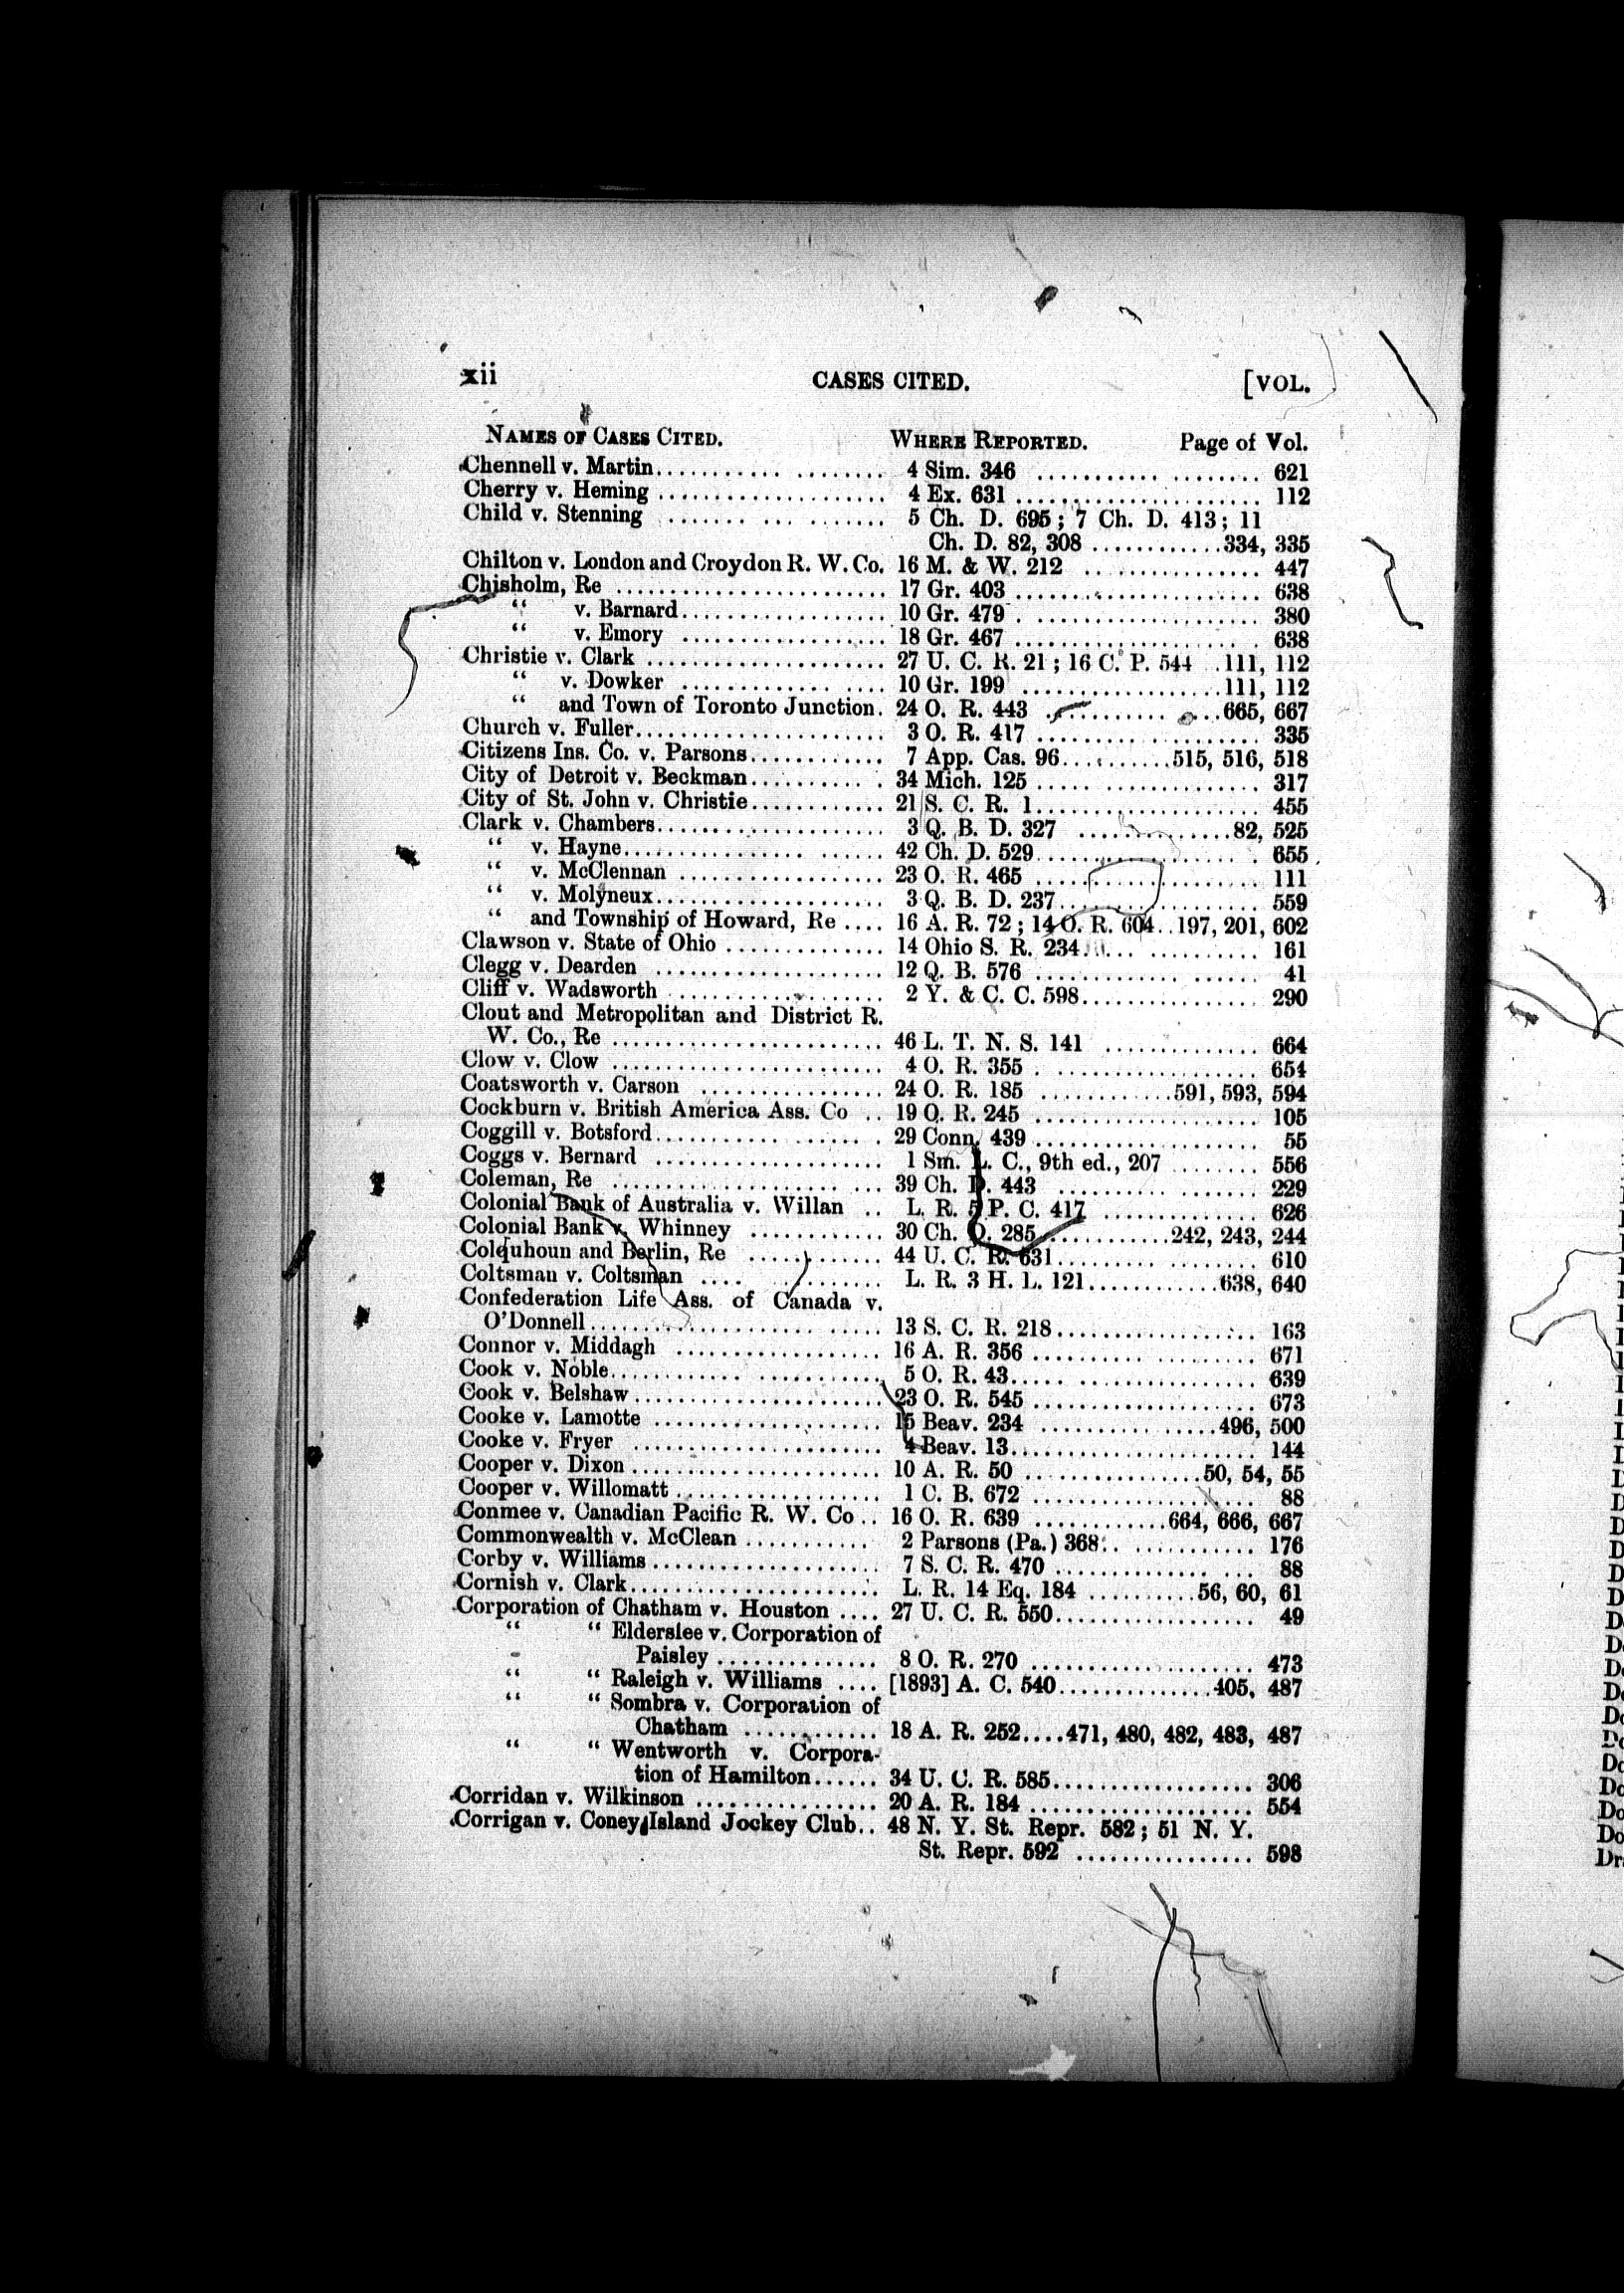 xii CASES CITED. [VOL.
NAMES OF CASES CITED. WHERE REPORTED. Page of Vol.
Chennell v. Martin.................... 4 Sim. 346 .................... 621
Cherry v. Heming .................... 4 Ex. 631 .................... 112
Child v. Stenning .................... 5 Ch. D. 695; 7 Ch. D. 413; 11
Ch. D. 82, 308 ............334, 335
Chilton v. London and Croydon R. W. Co. 16 M. & W. 212 ................ 447
Chisholm, Re ........................ 17 Gr. 403 ...................... 638
“ v. Barnard.................. 10 Gr. 479 ...................... 380
“ v. Emory .................. 18 Gr. 467 ...................... 638
Christie v. Clark ...................... 27 U. C. R. 21; 16 C. P. 544 ..111, 112
“ v. Dowker .................. 10 Gr. 199 ..................111, 112
“ and Town of Toronto Junction. 24 O. R. 443 ................665, 667
Church v. Fuller...................... 3 O. R. 417 .................... 335
Citizens Ins. Co. v. Parsons............ 7 App. Cas. 96..........515, 516, 518
City of Detroit v. Beckman............ 34 Mich. 125 .................... 317
City of St. John v. Christie............ 21 S. C. R. 1.................... 455
Clark v. Chambers.................... 3 Q. B. D. 327 ..............82, 525
“ v. Hayne........................ 42 Ch. D. 529.................... 655
“ v. McClennan .................. 23 O. R. 465 .................... 111
“ v. Molyneux.................... 3 Q. B. D. 237.................. 559
“ and Township of Howard, Re .... 16 A. R. 72; 14 O. R. 604..197, 201, 602
Clawson v. State of Ohio .............. 14 Ohio S. R. 234................ 161
Clegg v. Dearden .................... 12 Q. B. 576 .................... 41
Cliff v. Wadsworth .................... 2 Y. & C. C. 598................ 290
Clout and Metropolitan and District R.
W. Co., Re ........................ 46 L. T. N. S. 141 .............. 664
Clow v. Clow ........................ 4 O. R. 355 .................... 654
Coatsworth v. Carson ................ 24 O. R. 185 ............591, 593, 594
Cockburn v. British America Ass. Co .. 19 O. R. 245 .................... 105
Coggill v. Botsford.................... 29 Conn. 439 .................... 55
Coggs v. Bernard .................... 1 Sm. L. C., 9th ed., 207 ........ 556
Coleman, Re ........................ 39 Ch. D. 443 .................. 229
Colonial Bank of Australia v. Willan .. L. R. 5 P. C. 417 .............. 626
Colonial Bank v. Whinney ............ 30 Ch. D. 285............242, 243, 244
Colquhoun and Berlin, Re ............ 44 U. C. R. 631.................. 610
Coltsman v. Coltsman ................ L. R. 3 H. L. 121............638, 640
Confederation Life Ass. of Canada v.
O’Donnell.......................... 13 S. C. R. 218.................. 163
Connor v. Middagh .................. 16 A. R. 356 .................... 671
Cook v. Noble........................ 5 O. R. 43...................... 639
Cook v. Belshaw...................... 23 O. R. 545 .................... 673
Cooke v. Lamotte .................... 15 Beav. 234 ................496, 500
Cooke v. Fryer ...................... 4 Beav. 13...................... 144
Cooper v. Dixon...................... 10 A. R. 50 ................50, 54, 55
Cooper v. Willomatt.................. 1 C. B. 672 .................... 88
Conmee v. Canadian Pacific R. W. Co .. 16 O. R. 639 ............664, 666, 667
Commonwealth v. McClean ............ 2 Parsons (Pa.) 368.............. 176
Corby v. Williams.................... 7 S. C. R. 470 .................. 88
Cornish v. Clark...................... L. R. 14 Eq. 184 ..........56, 60, 61
Corporation of Chatham v. Houston .... 27 U. C. R. 550.................. 49
“ “ Elderslee v. Corporation of
Paisley .............. 8 O. R. 270 .................... 473
“ “ Raleigh v. Williams .... [1893] A. C. 540..............405, 487
“ “ Sombra v. Corporation of
Chatham ............ 18 A. R. 252....471, 480, 482, 483, 487
“ “ Wentworth v. Corpora-
tion of Hamilton...... 34 U. C. R. 585.................. 306
Corridan v. Wilkinson ................ 20 A. R. 184 .................... 554
Corrigan v. Coney Island Jockey Club.. 48 N. Y. St. Repr. 582; 51 N. Y.
St. Repr. 592 ................ 598